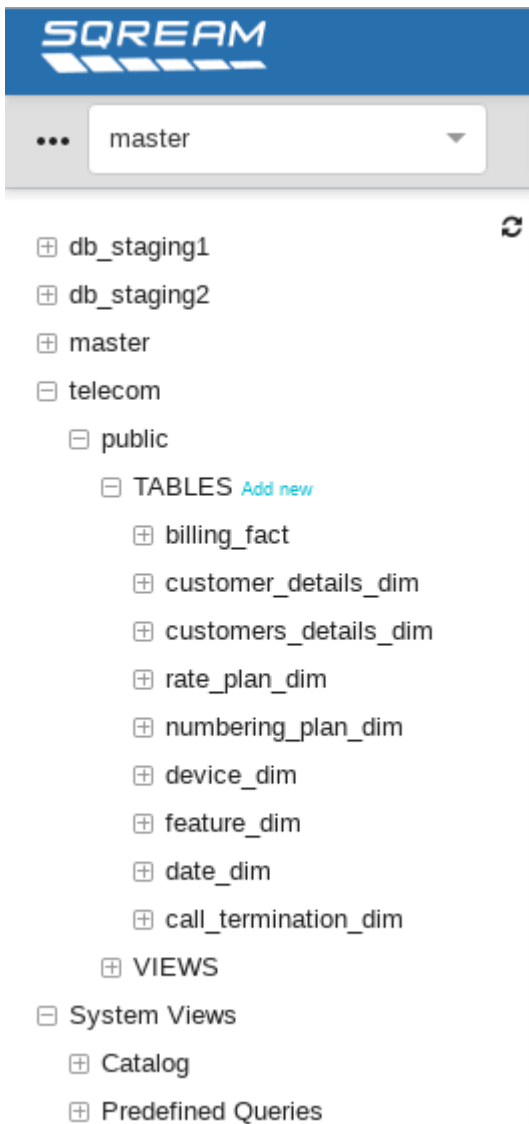 SQREAM
master
db_staging1
db_staging2
master
telecom
public
TABLES Add new
billing_fact
customer_details_dim
customers_details_dim
rate_plan_dim
numbering_plan_dim
device_dim
feature_dim
date_dim
call_termination_dim
VIEWS
System Views
Catalog
Predefined Queries